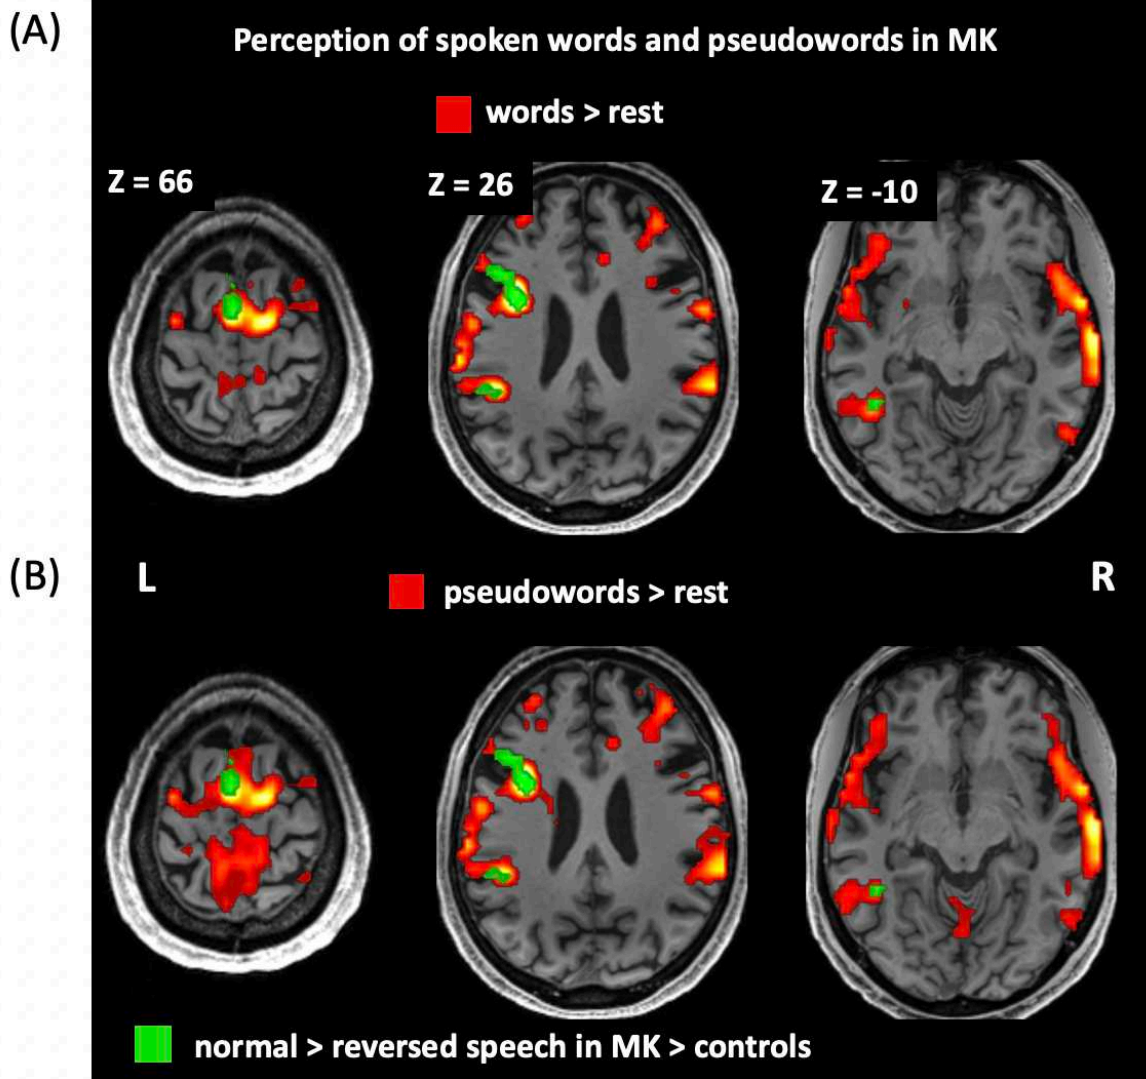 (A)
Perception of spoken words and pseudowords in MK
words > rest
Z = 66
Z = 26
Z = -10
(B)
L
R
pseudowords > rest
normal > reversed speech in MK > controls